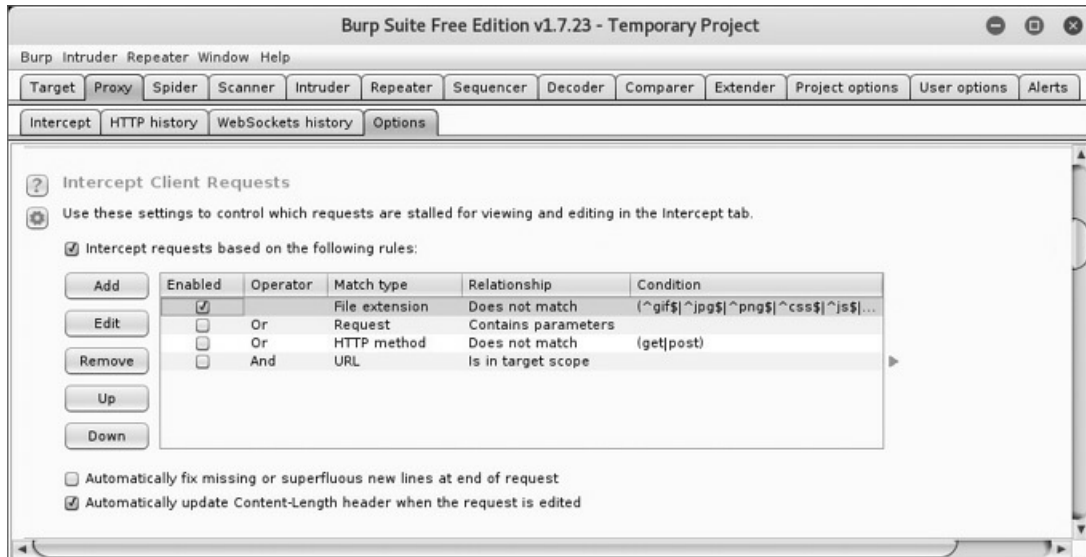 Burp Suite Free Edition v1.7.23 - Temporary Project
Burp Intruder Repeater Window Help
Target Proxy Spider Scanner Intruder Repeater Sequencer Decoder Comparer Extender Project options User options Alerts
Intercept HTTP history WebSockets history Options
? Intercept Client Requests
Use these settings to control which requests are stalled for viewing and editing in the Intercept tab.
Intercept requests based on the following rules:
Add Enabled Operator Match type Relationship Condition
File extension Does not match (^gif$|^jpg$|^png$|^css$|^js$|...
Edit Or Request Contains parameters
Or HTTP method Does not match (get|post)
Remove And URL Is in target scope
Up
Down
Automatically fix missing or superfluous new lines at end of request
Automatically update Content-Length header when the request is edited